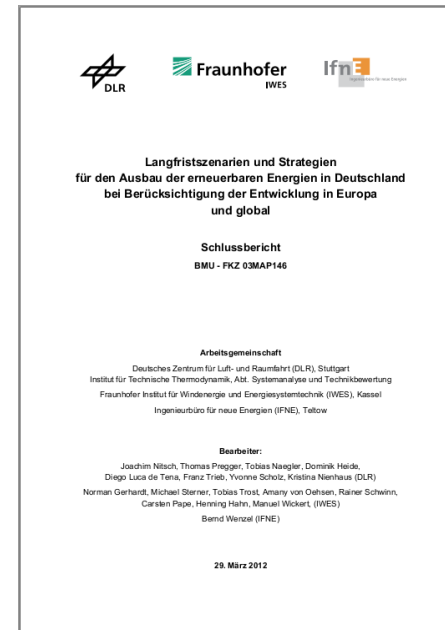 DLR
Fraunhofer
IWES
IfnE
Ingenieurbüro für neue Energien
Langfristszenarien und Strategien
für den Ausbau der erneuerbaren Energien in Deutschland
bei Berücksichtigung der Entwicklung in Europa
und global
Schlussbericht
BMU - FKZ 03MAP146
Arbeitsgemeinschaft
Deutsches Zentrum für Luft- und Raumfahrt (DLR), Stuttgart
Institut für Technische Thermodynamik, Abt. Systemanalyse und Technikbewertung
Fraunhofer Institut für Windenergie und Energiesystemtechnik (IWES), Kassel
Ingenieurbüro für neue Energien (IFNE), Teltow
Bearbeiter:
Joachim Nitsch, Thomas Pregger, Tobias Naegler, Dominik Heide,
Diego Luca de Tena, Franz Trieb, Yvonne Scholz, Kristina Nienhaus (DLR)
Norman Gerhardt, Michael Sterner, Tobias Trost, Amany von Oehsen, Rainer Schwinn,
Carsten Pape, Henning Hahn, Manuel Wickert, (IWES)
Bernd Wenzel (IFNE)
29. März 2012